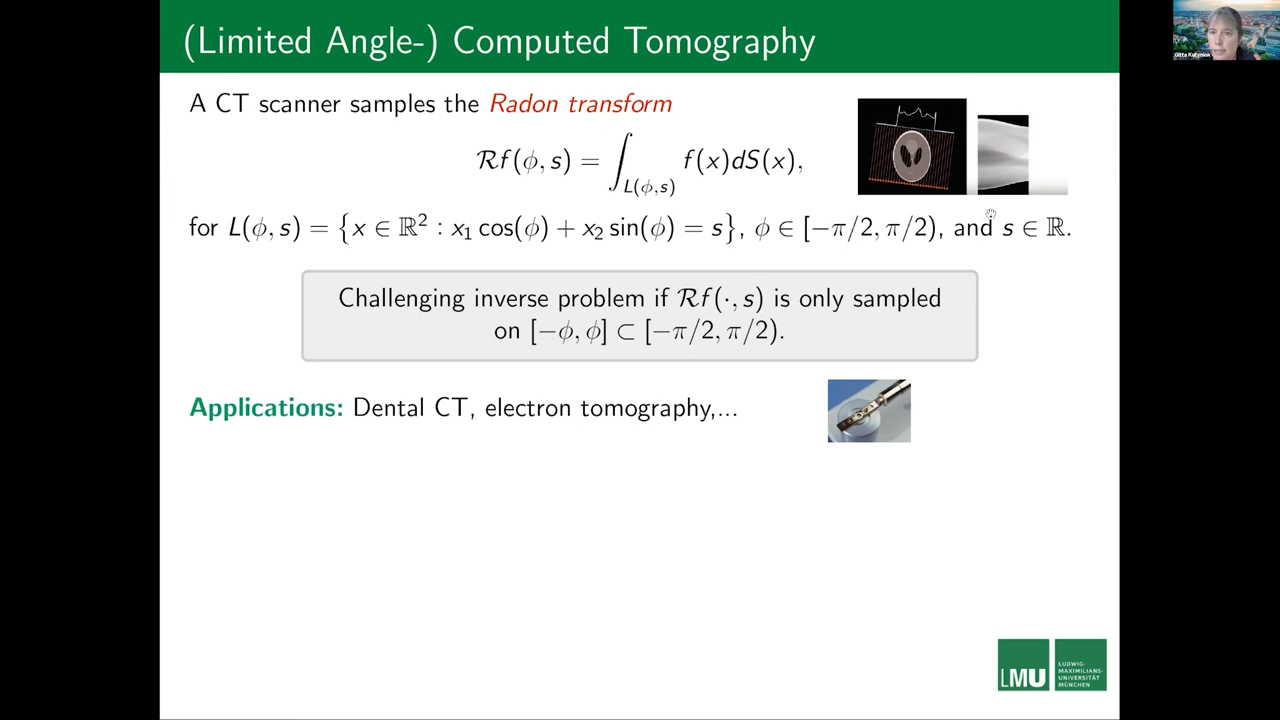 (Limited Angle-) Computed Tomography
Gitta Kutyniok
A CT scanner samples the Radon transform
ℛf(ϕ, s) = ∫_{L(ϕ,s)} f(x)dS(x),
for L(ϕ, s) = {x ∈ ℝ² : x₁ cos(ϕ) + x₂ sin(ϕ) = s}, ϕ ∈ [−π/2, π/2), and s ∈ ℝ.
Challenging inverse problem if ℛf(·, s) is only sampled
on [−ϕ, ϕ] ⊂ [−π/2, π/2).
Applications: Dental CT, electron tomography,...
LMU
LUDWIG-
MAXIMILIANS-
UNIVERSITÄT
MÜNCHEN